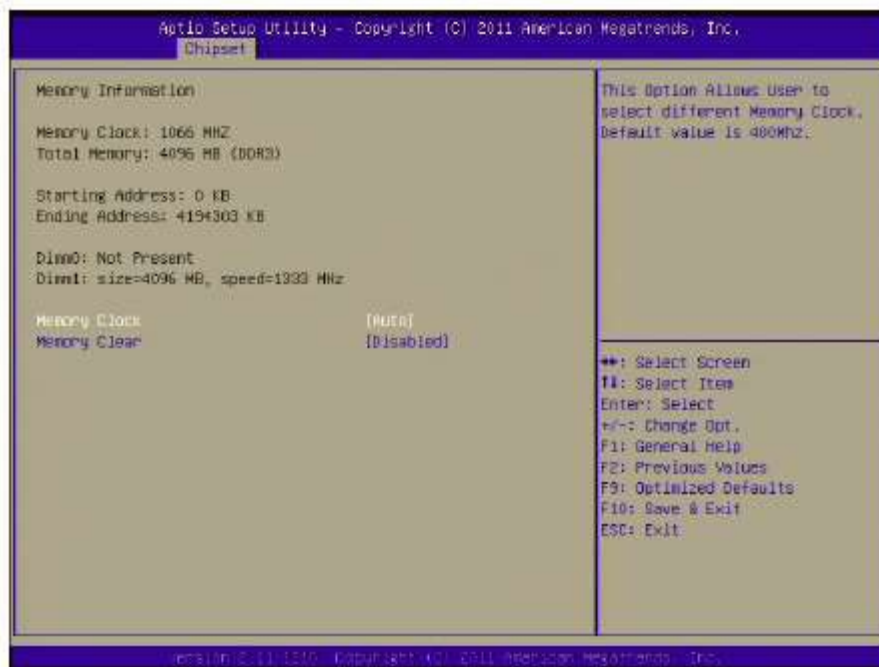 Aptio Setup Utility - Copyright (C) 2011 American Megatrends, Inc.
Chipset
Memory Information
Memory Clock: 1066 MHZ
Total Memory: 4096 MB (DDR3)
Starting Address: 0 KB
Ending Address: 4194303 KB
Dimm0: Not Present
Dimm1: size=4096 MB, speed=1333 MHz
Memory Clock [Auto]
Memory Clear [Disabled]
This Option Allows User to
select different Memory Clock.
Default value is 400Mhz.
↔: Select Screen
↑↓: Select Item
Enter: Select
+/-: Change Opt.
F1: General Help
F2: Previous Values
F9: Optimized Defaults
F10: Save & Exit
ESC: Exit
Version Copyright (C) 2011 American Megatrends, Inc.